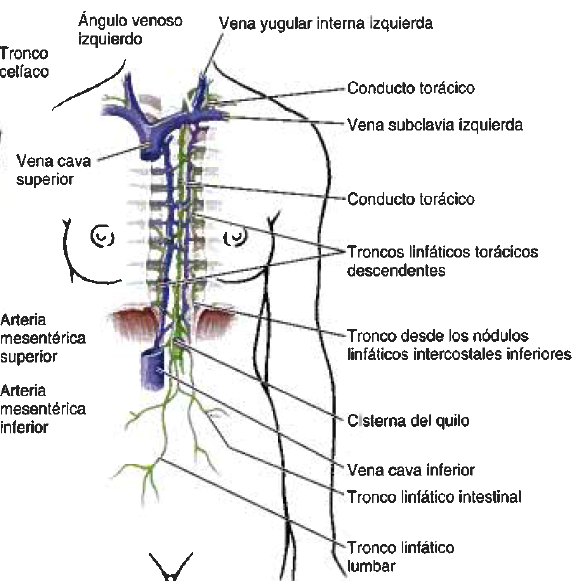 Ángulo venoso
izquierdo
Vena yugular interna izquierda
Tronco
celíaco
Conducto torácico
Vena subclavia izquierda
Vena cava
superior
Conducto torácico
Troncos linfáticos torácicos
descendentes
Arteria
mesentérica
superior
Tronco desde los nódulos
linfáticos intercostales inferiores
Arteria
mesentérica
inferior
Cisterna del quilo
Vena cava inferior
Tronco linfático intestinal
Tronco linfático
lumbar